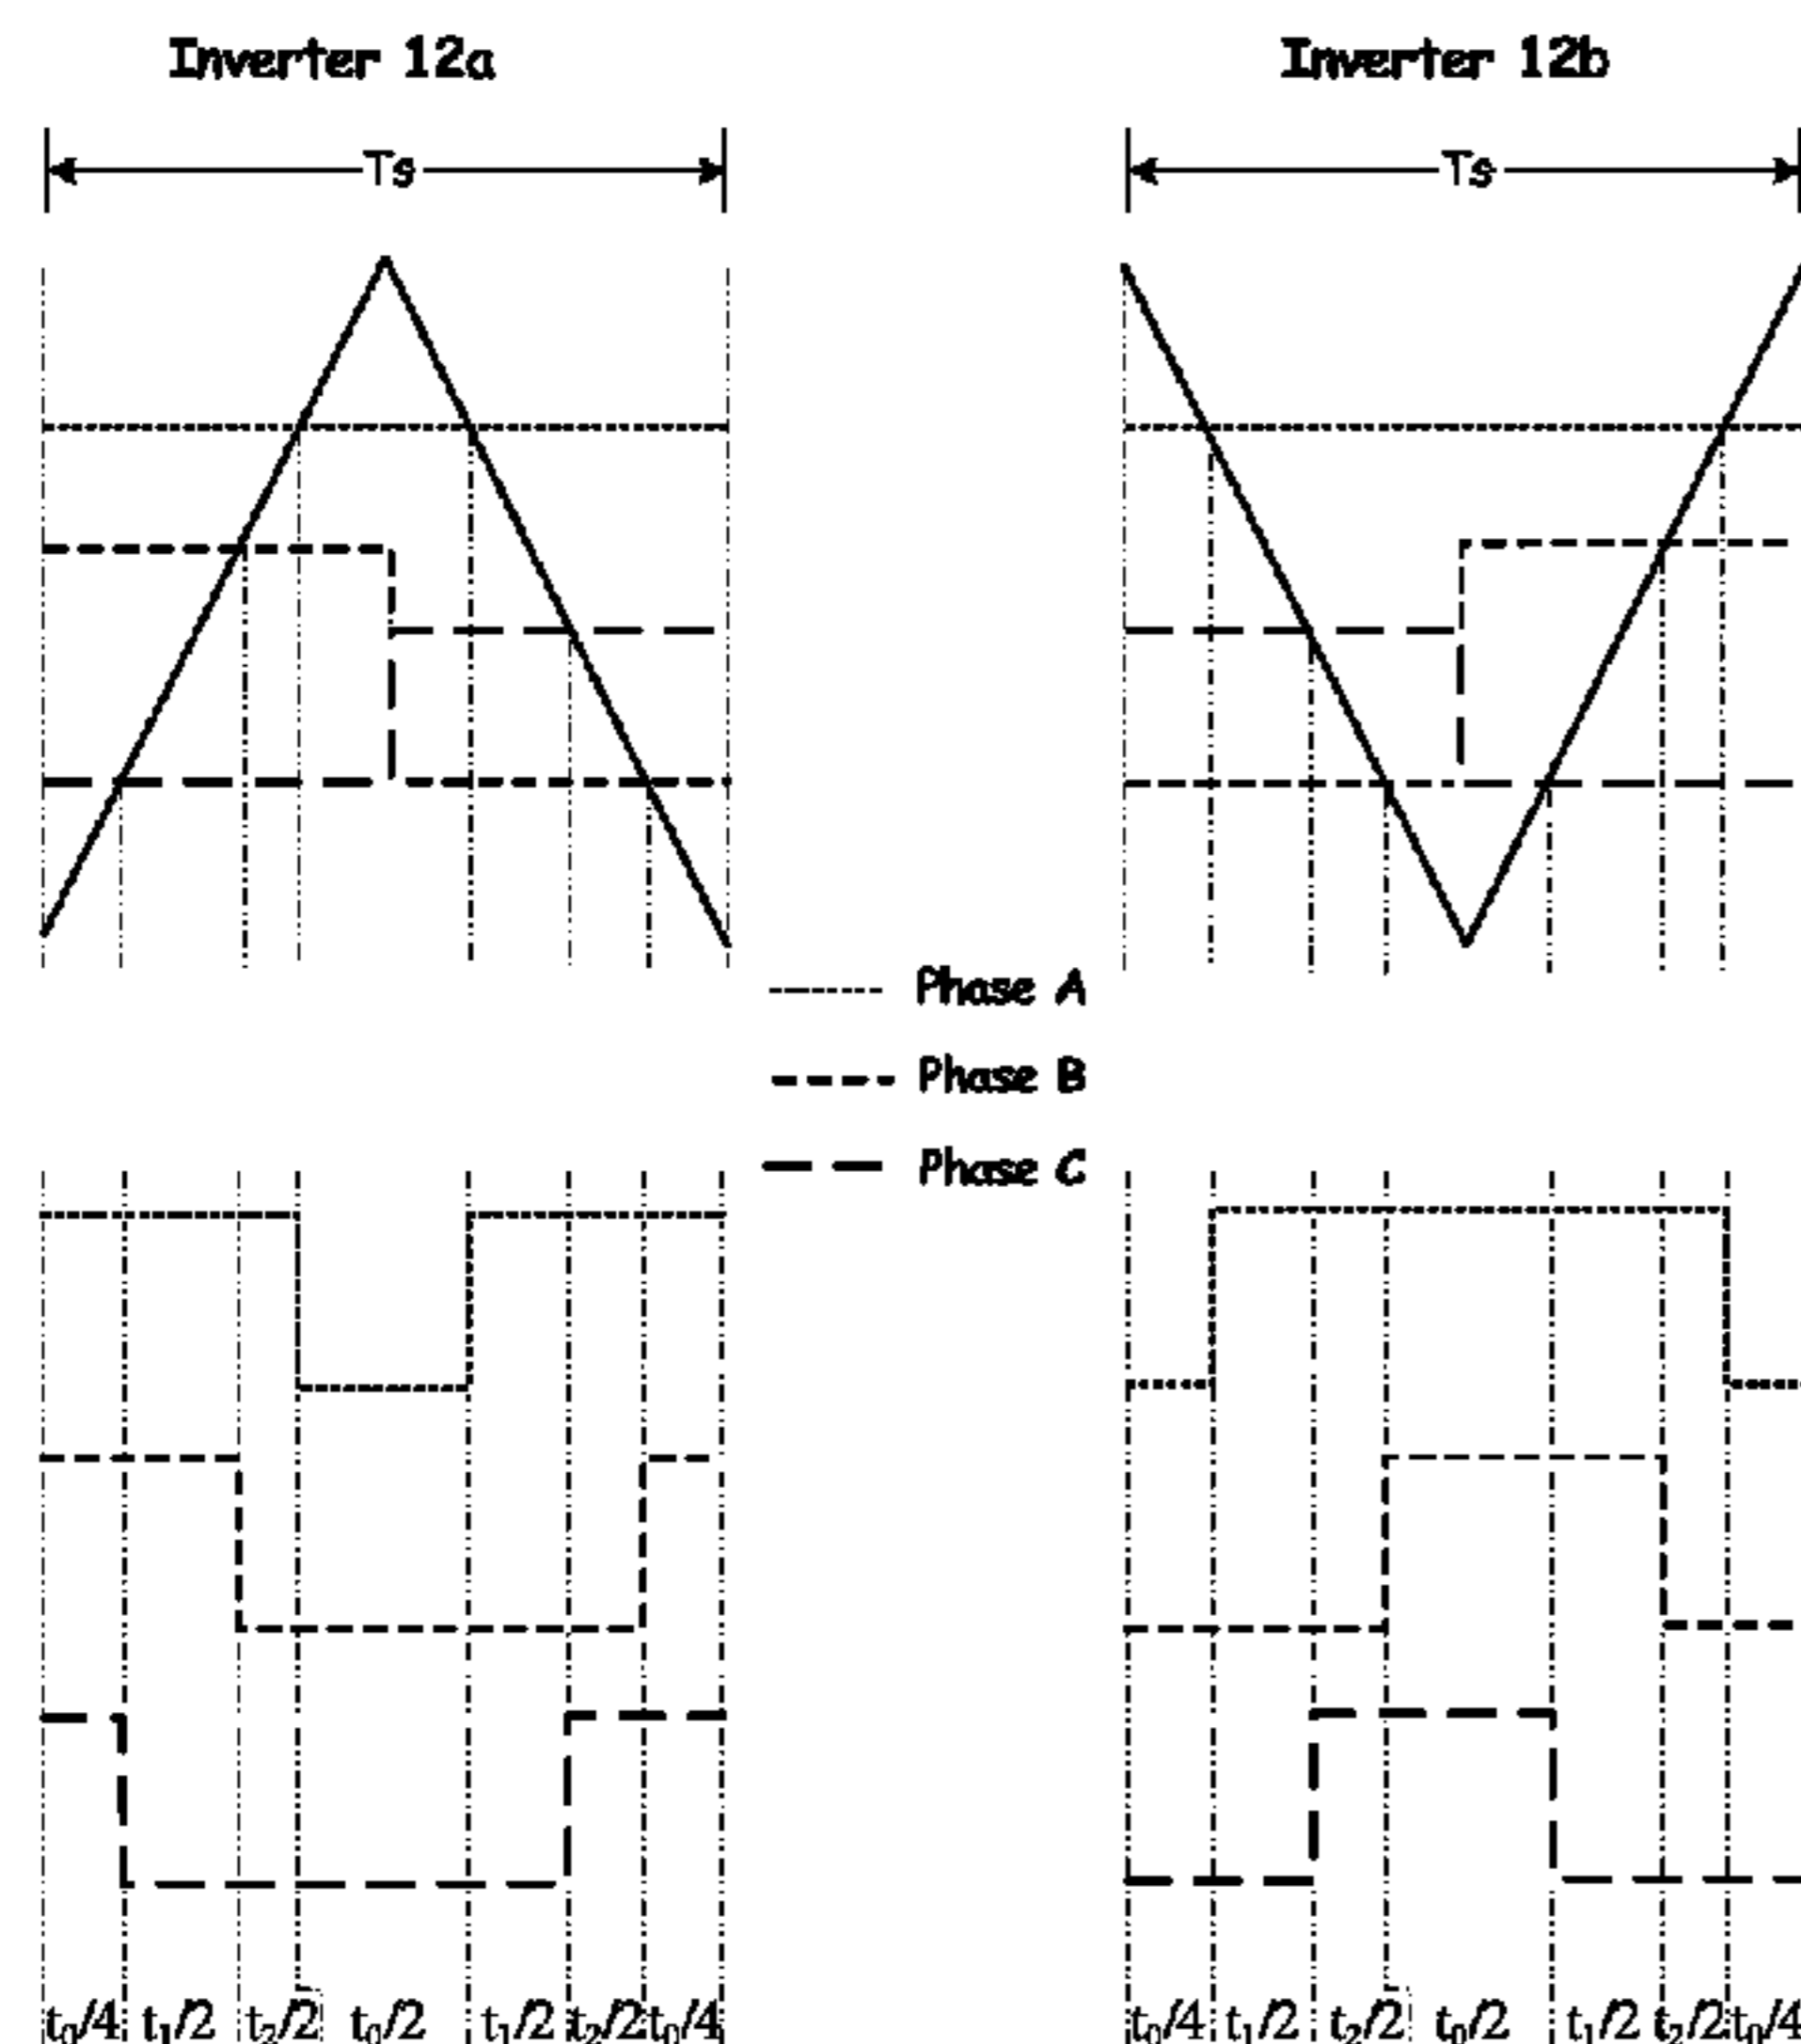 Inverter 12a
Inverter 12b
Ts
Ts
Phase A
Phase B
Phase C
t₀/4 t₁/2 t₂/2 t₀/2 t₁/2 t₂/2 t₀/4
t₀/4 t₁/2 t₂/2 t₀/2 t₁/2 t₂/2 t₀/4